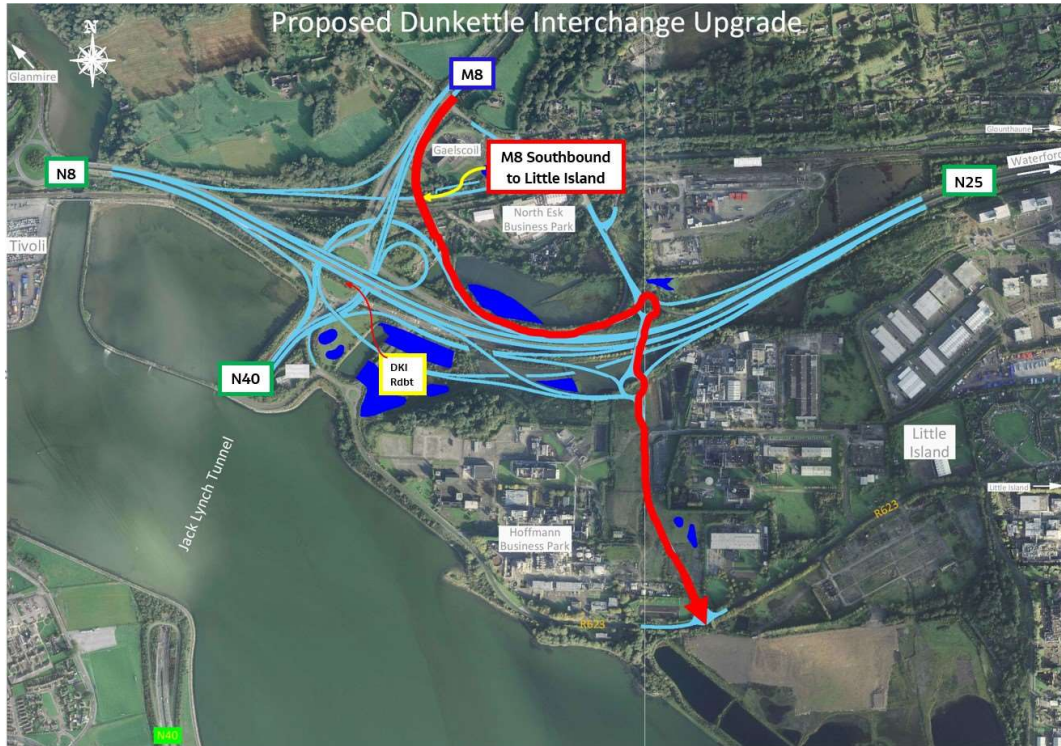 Proposed Dunkettle Interchange Upgrade
N
Glanmire
M8
Gaelscoil
Glounthaune
Waterford
N8
M8 Southbound
to Little Island
N25
North Esk
Business Park
Tivoli
DKI
Rdbt
N40
Little
Island
Jack Lynch Tunnel
Little Island
R623
Hoffmann
Business Park
R623
N40